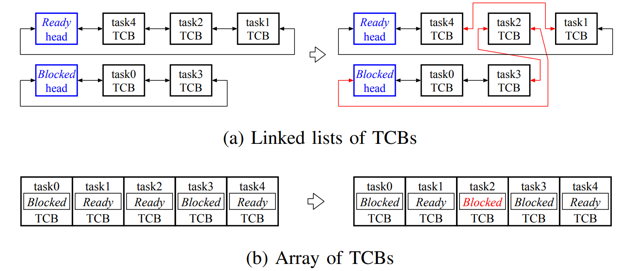 Ready head task4 TCB task2 TCB task1 TCB
Blocked head task0 TCB task3 TCB
Ready head task4 TCB task2 TCB task1 TCB
Blocked head task0 TCB task3 TCB
(a) Linked lists of TCBs
task0 task1 task2 task3 task4
Blocked Ready Ready Blocked Ready
TCB TCB TCB TCB TCB
task0 task1 task2 task3 task4
Blocked Ready Blocked Blocked Ready
TCB TCB TCB TCB TCB
(b) Array of TCBs